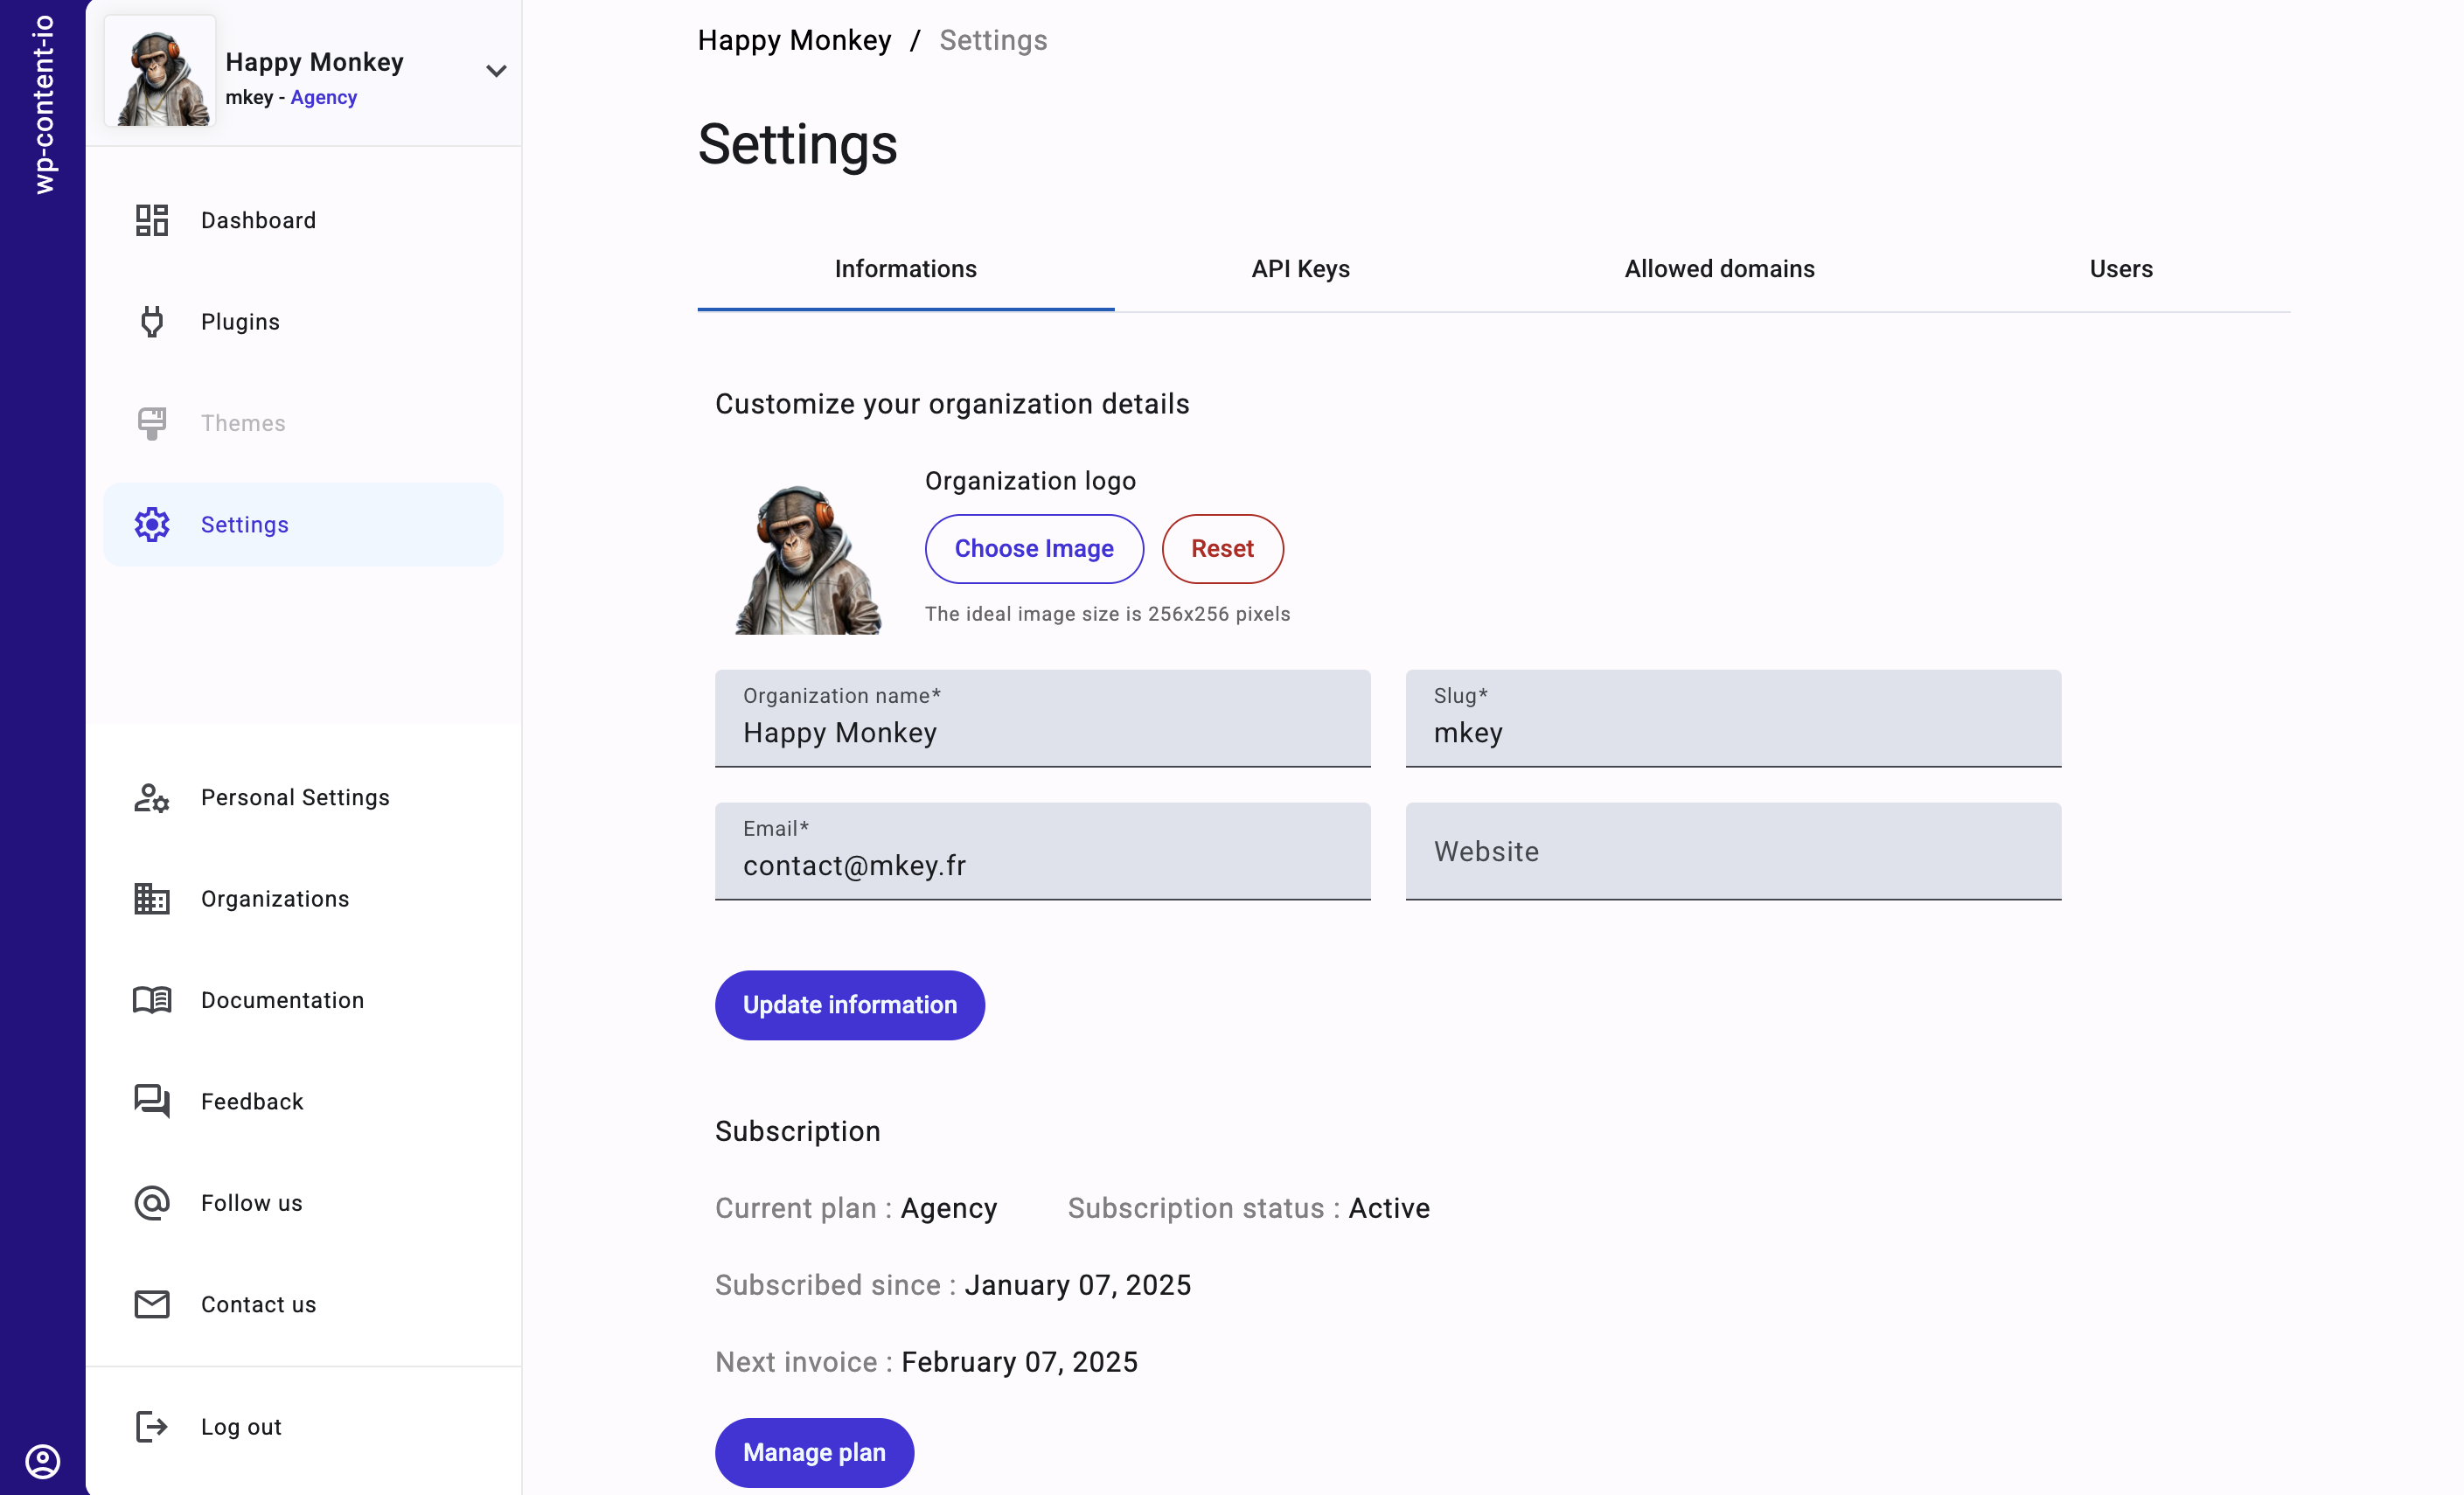 wp-content-io
Happy Monkey
mkey - Agency
Dashboard
Plugins
Themes
Settings
Personal Settings
Organizations
Documentation
Feedback
Follow us
Contact us
Log out
Happy Monkey / Settings
Settings
Informations API Keys Allowed domains Users
Customize your organization details
Organization logo
Choose Image Reset
The ideal image size is 256x256 pixels
Organization name*
Happy Monkey
Slug*
mkey
Email*
contact@mkey.fr
Website
Update information
Subscription
Current plan : Agency Subscription status : Active
Subscribed since : January 07, 2025
Next invoice : February 07, 2025
Manage plan